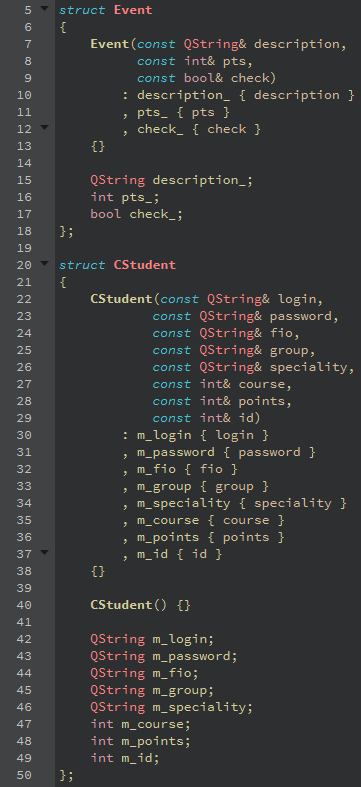 5 struct Event
6 {
7     Event(const QString& description,
8           const int& pts,
9           const bool& check)
10         : description_ { description }
11         , pts_ { pts }
12         , check_ { check }
13     {}
14
15     QString description_;
16     int pts_;
17     bool check_;
18 };
19
20 struct CStudent
21 {
22     CStudent(const QString& login,
23             const QString& password,
24             const QString& fio,
25             const QString& group,
26             const QString& speciality,
27             const int& course,
28             const int& points,
29             const int& id)
30         : m_login { login }
31         , m_password { password }
32         , m_fio { fio }
33         , m_group { group }
34         , m_speciality { speciality }
35         , m_course { course }
36         , m_points { points }
37         , m_id { id }
38     {}
39
40     CStudent() {}
41
42     QString m_login;
43     QString m_password;
44     QString m_fio;
45     QString m_group;
46     QString m_speciality;
47     int m_course;
48     int m_points;
49     int m_id;
50 };